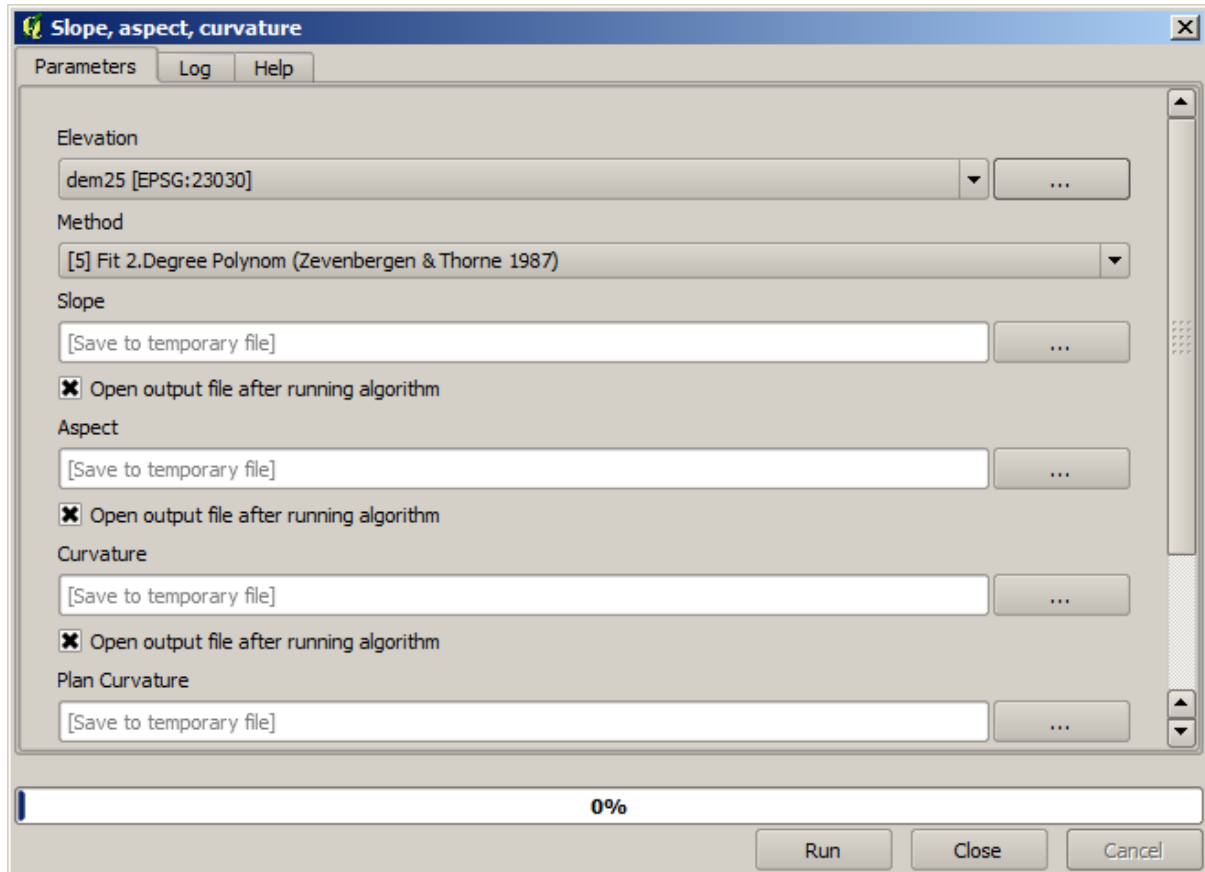 Slope, aspect, curvature
Parameters Log Help
Elevation
dem25 [EPSG:23030] ...
Method
[5] Fit 2.Degree Polynom (Zevenbergen & Thorne 1987)
Slope
[Save to temporary file] ...
Open output file after running algorithm
Aspect
[Save to temporary file] ...
Open output file after running algorithm
Curvature
[Save to temporary file] ...
Open output file after running algorithm
Plan Curvature
[Save to temporary file] ...
0%
Run Close Cancel